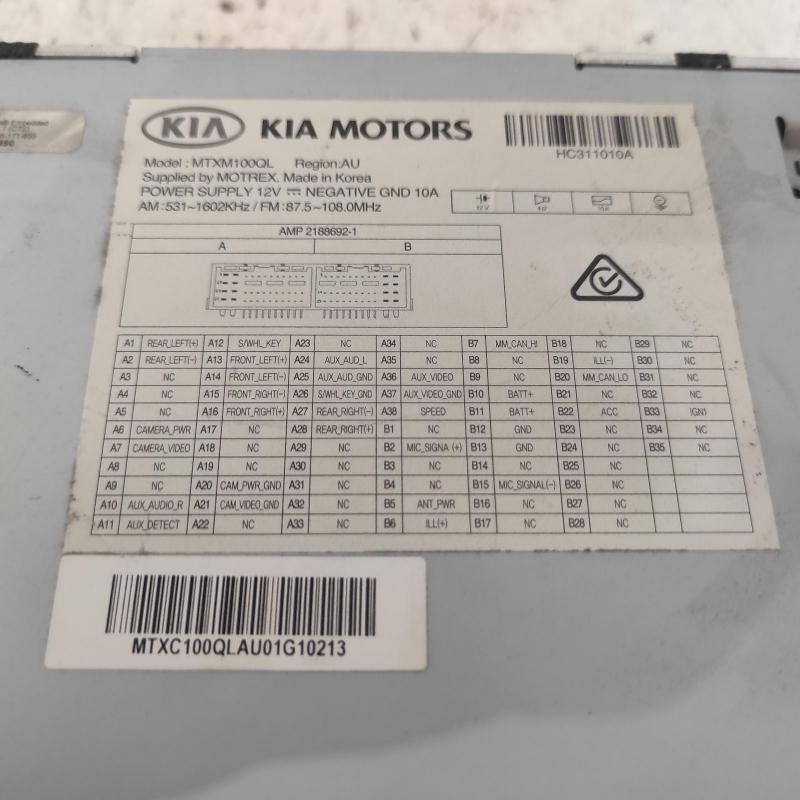 KIA KIA MOTORS
HC311010A
Model : MTXM100QL Region:AU
Supplied by MOTREX. Made in Korea
POWER SUPPLY 12V NEGATIVE GND 10A
AM : 531~1602KHz / FM : 87.5~108.0MHz
12V 4Ω 10A
AMP 2188692-1
A B
A1 REAR_LEFT(+) A12 S/WHL_KEY A23 NC A34 NC B7 MM_CAN_HI B18 NC B29 NC
A2 REAR_LEFT(-) A13 FRONT_LEFT(+) A24 AUX_AUD_L A35 NC B8 NC B19 ILL(-) B30 NC
A3 NC A14 FRONT_LEFT(-) A25 AUX_AUD_GND A36 AUX_VIDEO B9 NC B20 MM_CAN_LO B31 NC
A4 NC A15 FRONT_RIGHT(-) A26 S/WHL_KEY_GND A37 AUX_VIDEO_GND B10 BATT+ B21 NC B32 NC
A5 NC A16 FRONT_RIGHT(+) A27 REAR_RIGHT(-) A38 SPEED B11 BATT+ B22 ACC B33 IGN1
A6 CAMERA_PWR A17 NC A28 REAR_RIGHT(+) B1 NC B12 GND B23 NC B34 NC
A7 CAMERA_VIDEO A18 NC A29 NC B2 MIC_SIGNA (+) B13 GND B24 NC B35 NC
A8 NC A19 NC A30 NC B3 NC B14 NC B25 NC
A9 NC A20 CAM_PWR_GND A31 NC B4 NC B15 MIC_SIGNAL(-) B26 NC
A10 AUX_AUDIO_R A21 CAM_VIDEO_GND A32 NC B5 ANT_PWR B16 NC B27 NC
A11 AUX_DETECT A22 NC A33 NC B6 ILL(+) B17 NC B28 NC
MTXC100QLAU01G10213